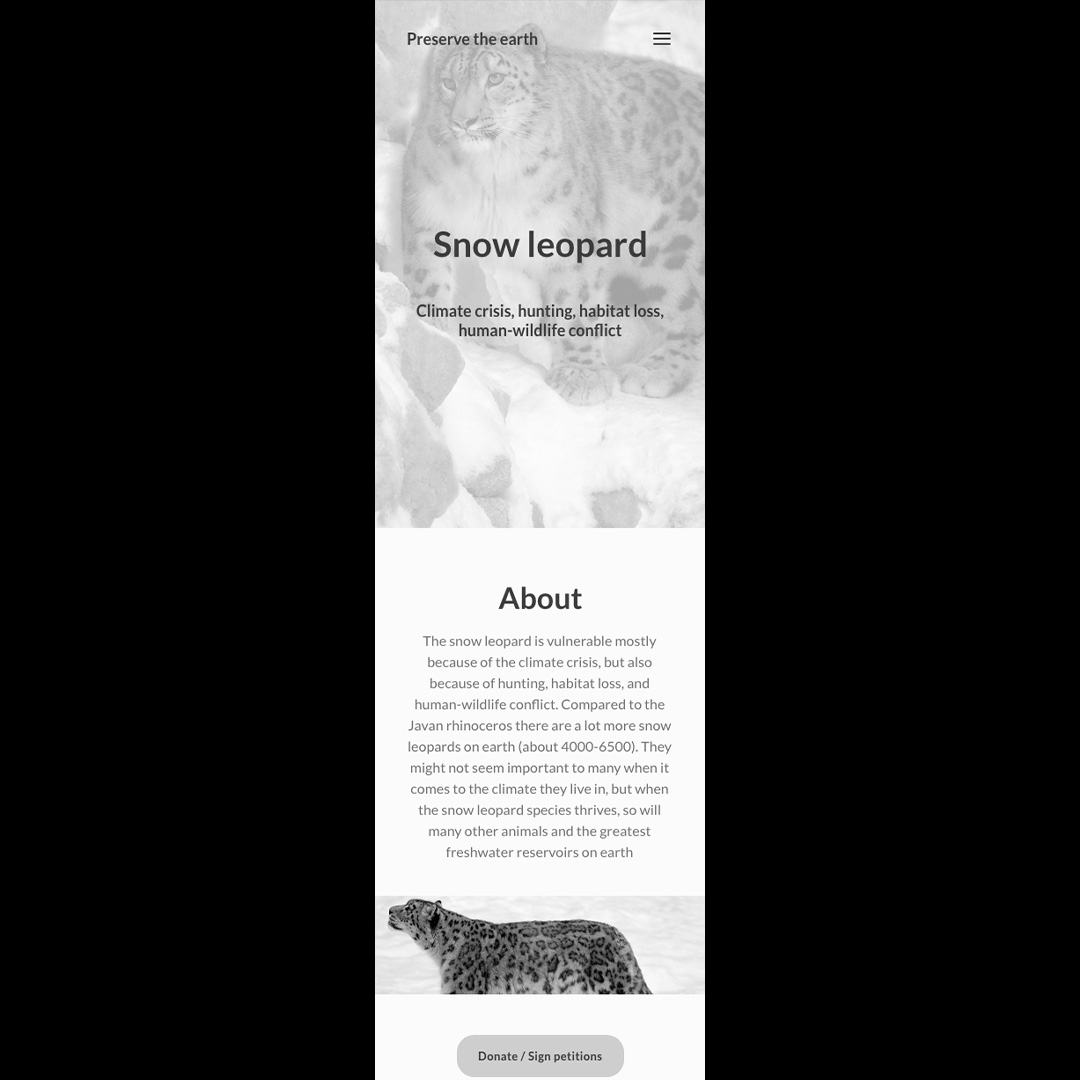 Preserve the earth
Snow leopard
Climate crisis, hunting, habitat loss,
human-wildlife conflict
About
The snow leopard is vulnerable mostly
because of the climate crisis, but also
because of hunting, habitat loss, and
human-wildlife conflict. Compared to the
Javan rhinoceros there are a lot more snow
leopards on earth (about 4000-6500). They
might not seem important to many when it
comes to the climate they live in, but when
the snow leopard species thrives, so will
many other animals and the greatest
freshwater reservoirs on earth
Donate / Sign petitions